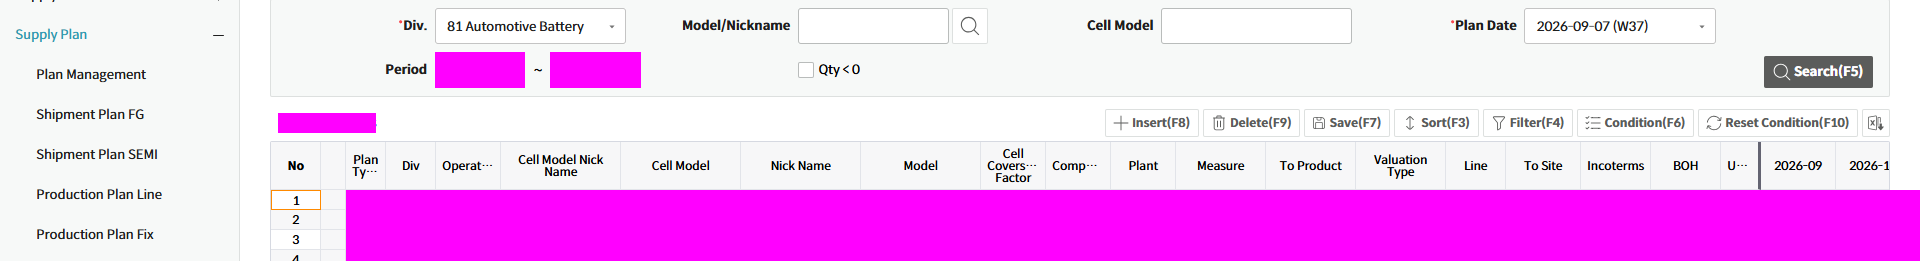 *Div.
81 Automotive Battery
Model/Nickname
Cell Model
*Plan Date
2026-09-07 (W37)
Supply Plan
Period
~
Qty < 0
Search(F5)
Plan Management
Shipment Plan FG
Shipment Plan SEMI
Production Plan Line
Production Plan Fix
Insert(F8)
Delete(F9)
Save(F7)
Sort(F3)
Filter(F4)
Condition(F6)
Reset Condition(F10)
No
Plan
Ty···
Div
Operat···
Cell Model Nick
Name
Cell Model
Nick Name
Model
Cell
Covers···
Factor
Comp···
Plant
Measure
To Product
Valuation
Type
Line
To Site
Incoterms
BOH
U···
2026-09
2026-1
1
2
3
4